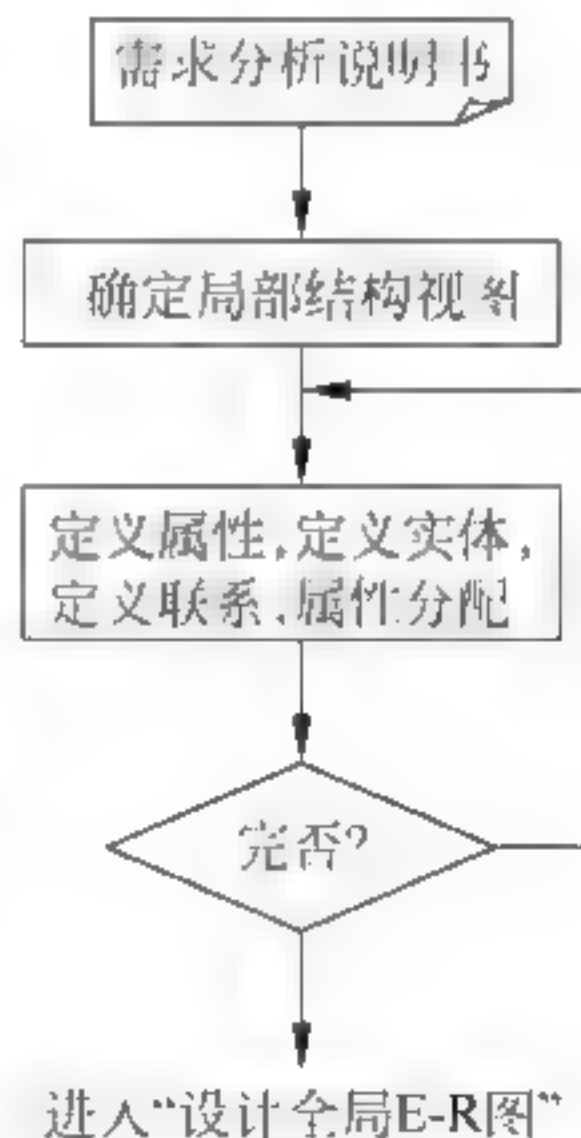 需求分析说明书
确定局部结构视图
定义属性,定义实体,
定义联系,属性分配
完否?
进入“设计全局E-R图”